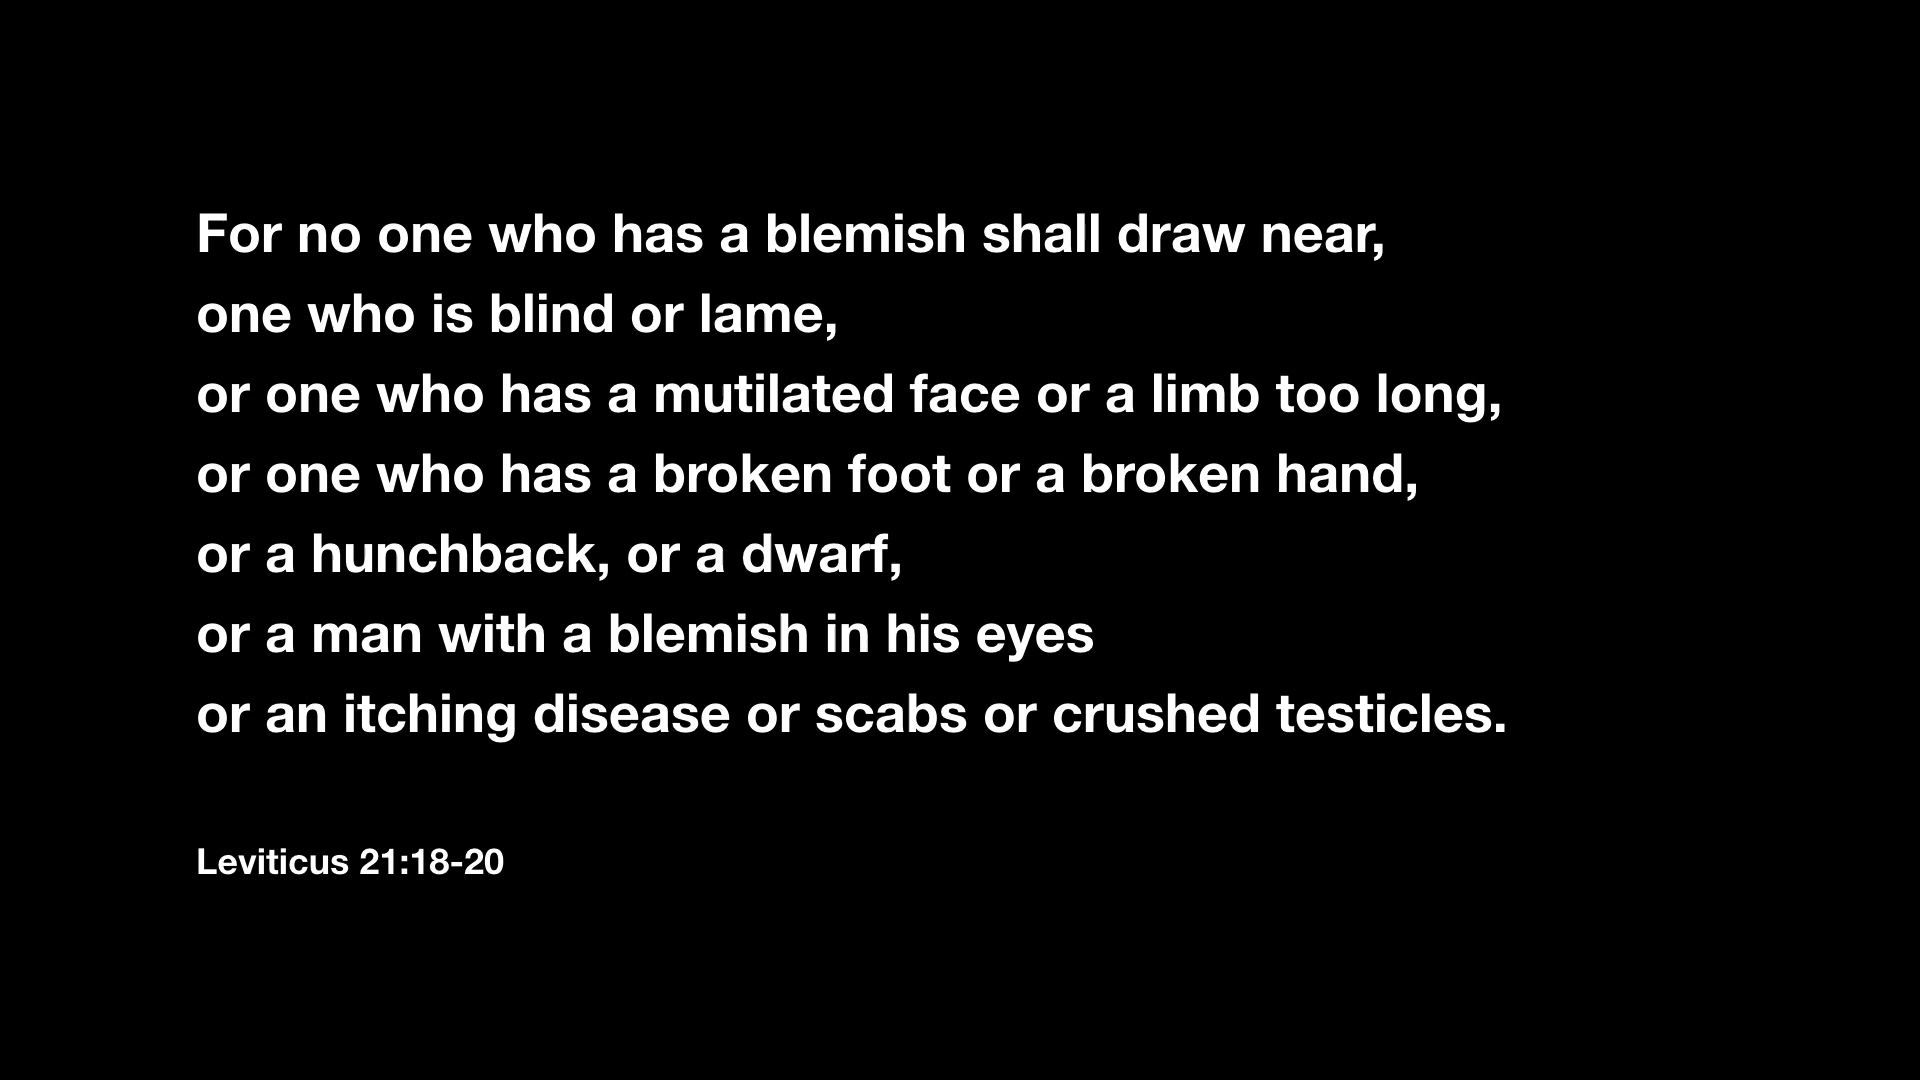 For no one who has a blemish shall draw near,
one who is blind or lame,
or one who has a mutilated face or a limb too long,
or one who has a broken foot or a broken hand,
or a hunchback, or a dwarf,
or a man with a blemish in his eyes
or an itching disease or scabs or crushed testicles.
Leviticus 21:18-20